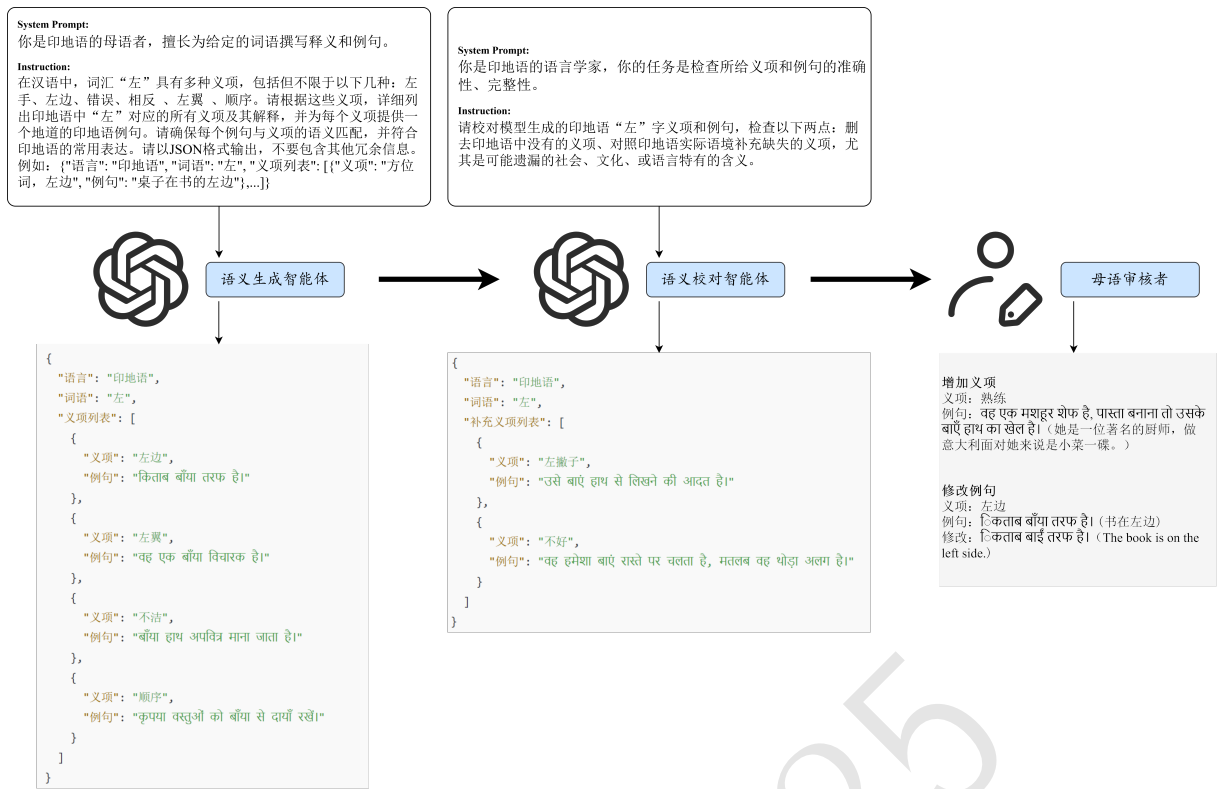 System Prompt:
你是印地语的母语者，擅长为给定的词语撰写释义和例句。
Instruction:
在汉语中，词汇“左”具有多种义项，包括但不限于以下几种：左
手、左边、错误、相反 、左翼 、顺序。请根据这些义项，详细列
出印地语中“左”对应的所有义项及其解释，并为每个义项提供一
个地道的印地语例句。请确保每个例句与义项的语义匹配，并符合
印地语的常用表达。请以JSON格式输出，不要包含其他冗余信息。
例如：{"语言": "印地语", "词语": "左", "义项列表": [{"义项": "方位
词，左边", "例句": "桌子在书的左边"},...]}
System Prompt:
你是印地语的语言学家，你的任务是检查所给义项和例句的准确
性、完整性。
Instruction:
请校对模型生成的印地语“左”字义项和例句，检查以下两点：删
去印地语中没有的义项、对照印地语实际语境补充缺失的义项，尤
其是可能遗漏的社会、文化、或语言特有的含义。
语义生成智能体
语义校对智能体
母语审核者
{
"语言": "印地语",
"词语": "左",
"义项列表": [
{
"义项": "左边",
"例句": "किताब बाँया तरफ है।"
},
{
"义项": "左翼",
"例句": "वह एक बाँया विचारक है।"
},
{
"义项": "不洁",
"例句": "बाँया हाथ अपवित्र माना जाता है।"
},
{
"义项": "顺序",
"例句": "कृपया वस्तुओं को बाँया से दायाँ रखें।"
}
]
}
{
"语言": "印地语",
"词语": "左",
"补充义项列表": [
{
"义项": "左撇子",
"例句": "उसे बाएं हाथ से लिखने की आदत है।"
},
{
"义项": "不好",
"例句": "वह हमेशा बाएं रास्ते पर चलता है, मतलब वह थोड़ा अलग है।"
}
]
}
增加义项
义项：熟练
例句：वह एक मशहूर शेफ है, पास्ता बनाना तो उसके
बाएँ हाथ का खेल है।（她是一位著名的厨师，做
意大利面对她来说是小菜一碟。）
修改例句
义项：左边
例句：िकताब बाँया तरफ है।（书在左边）
修改：िकताब बाईं तरफ है।（The book is on the
left side.）
25